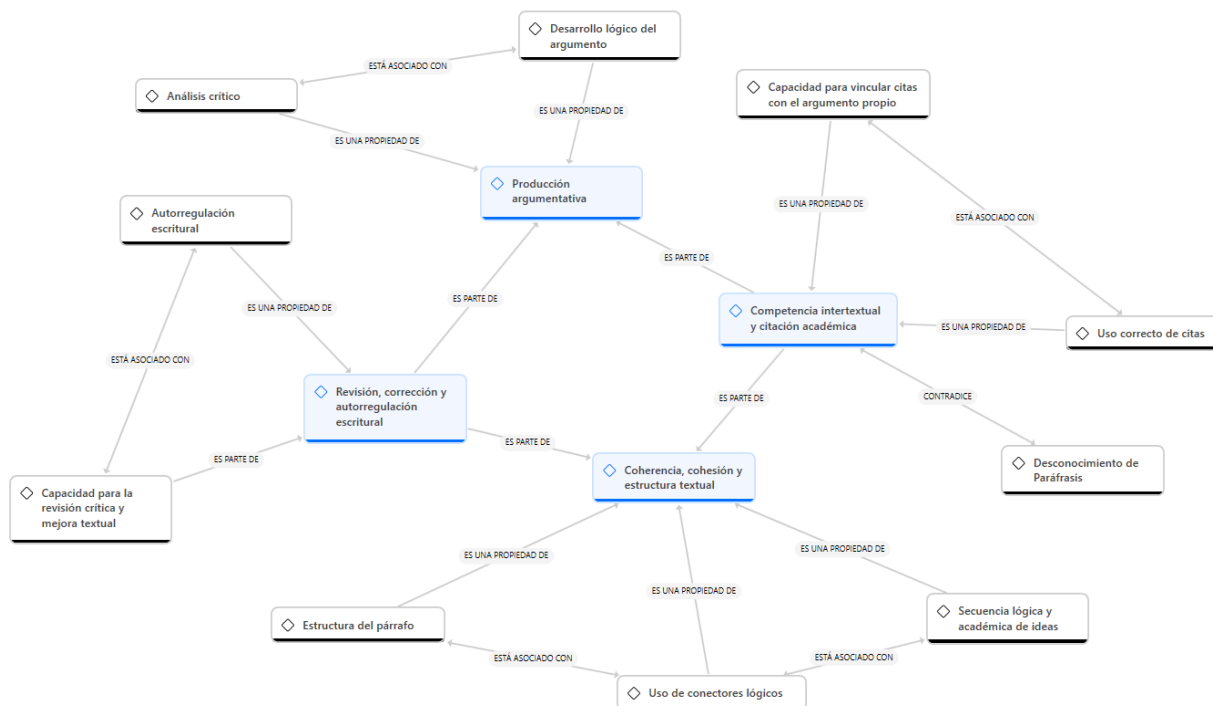 Desarrollo lógico del
argumento
ESTÁ ASOCIADO CON
Análisis crítico
Capacidad para vincular citas
con el argumento propio
ES UNA PROPIEDAD DE
ES UNA PROPIEDAD DE
Producción
argumentativa
Autorregulación
escritural
ES UNA PROPIEDAD DE
ESTÁ ASOCIADO CON
ES PARTE DE
ES PARTE DE
ES UNA PROPIEDAD DE
Competencia intertextual
y citación académica
ES UNA PROPIEDAD DE
Uso correcto de citas
ESTÁ ASOCIADO CON
Revisión, corrección y
autorregulación
escritural
ES PARTE DE
CONTRADICE
ES PARTE DE
ES PARTE DE
Coherencia, cohesión y
estructura textual
Desconocimiento de
Paráfrasis
Capacidad para la
revisión crítica y
mejora textual
ES UNA PROPIEDAD DE
ES UNA PROPIEDAD DE
ES UNA PROPIEDAD DE
Estructura del párrafo
Secuencia lógica y
académica de ideas
ESTÁ ASOCIADO CON
ESTÁ ASOCIADO CON
Uso de conectores lógicos